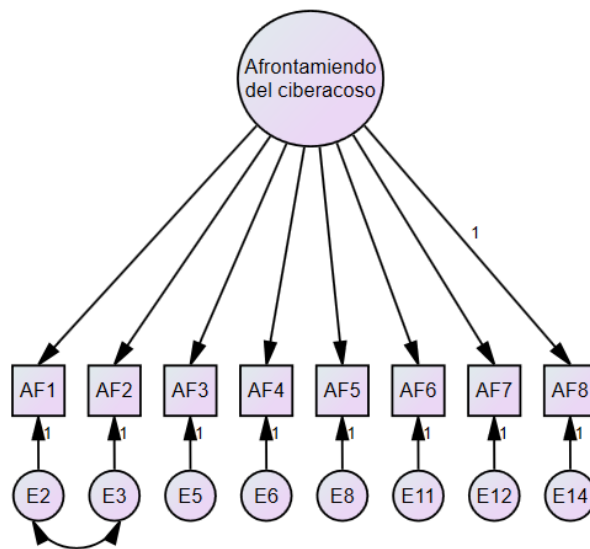 Afrontamiendo
del ciberacoso
1
AF1 AF2 AF3 AF4 AF5 AF6 AF7 AF8
1 1 1 1 1 1 1 1
E2 E3 E5 E6 E8 E11 E12 E14